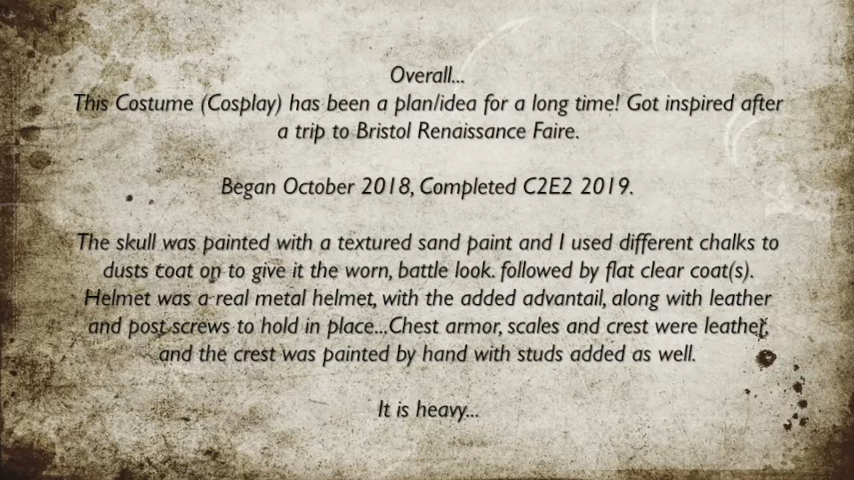 Overall...
This Costume (Cosplay) has been a plan/idea for a long time! Got inspired after
a trip to Bristol Renaissance Faire.
Began October 2018, Completed C2E2 2019.
The skull was painted with a textured sand paint and I used different chalks to
dusts coat on to give it the worn, battle look. followed by flat clear coat(s).
Helmet was a real metal helmet, with the added advantail, along with leather
and post screws to hold in place...Chest armor, scales and crest were leather,
and the crest was painted by hand with studs added as well.
It is heavy...